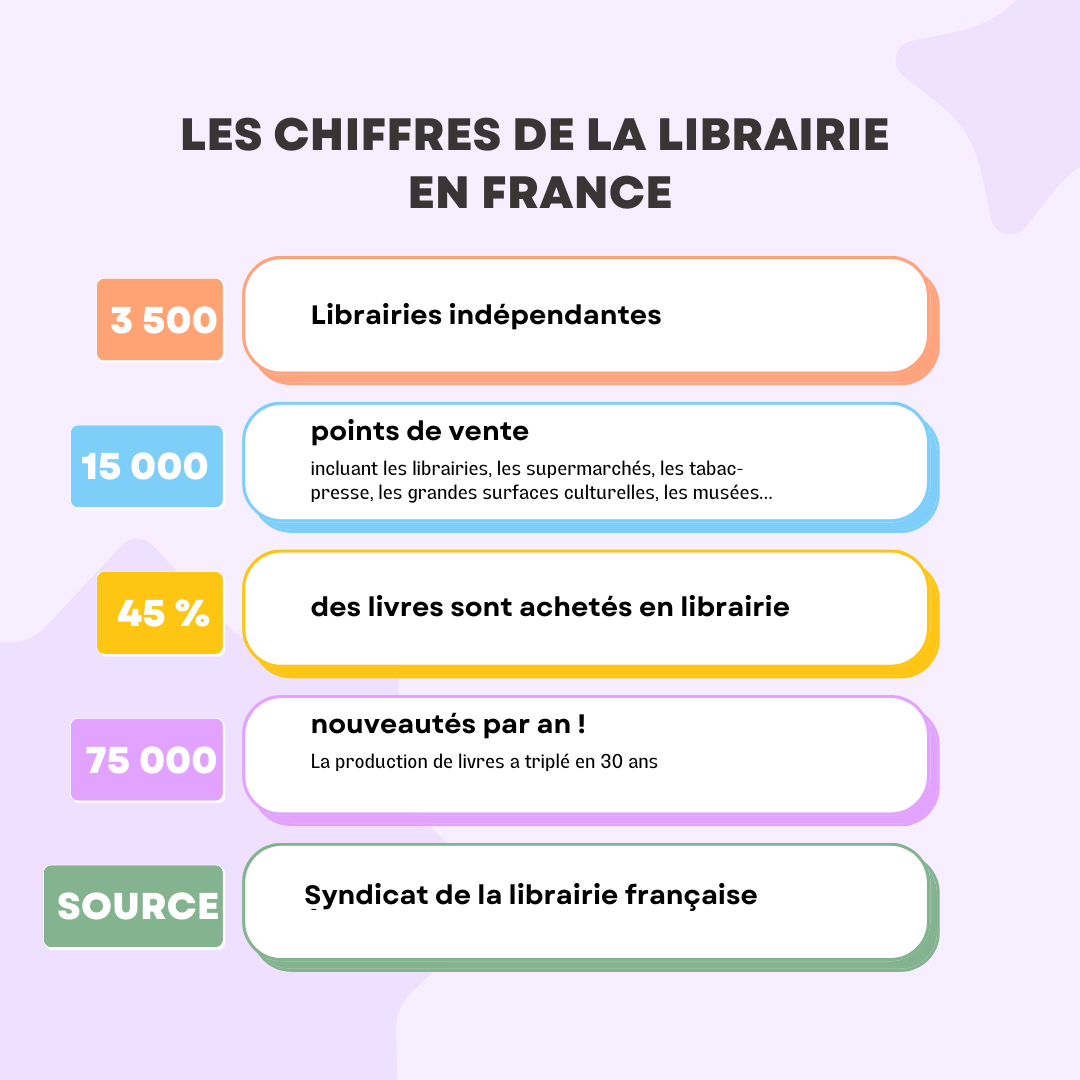 LES CHIFFRES DE LA LIBRAIRIE
EN FRANCE
3 500
Librairies indépendantes
15 000
points de vente
incluant les librairies, les supermarchés, les tabac-
presse, les grandes surfaces culturelles, les musées...
45 %
des livres sont achetés en librairie
75 000
nouveautés par an !
La production de livres a triplé en 30 ans
SOURCE
Syndicat de la librairie française